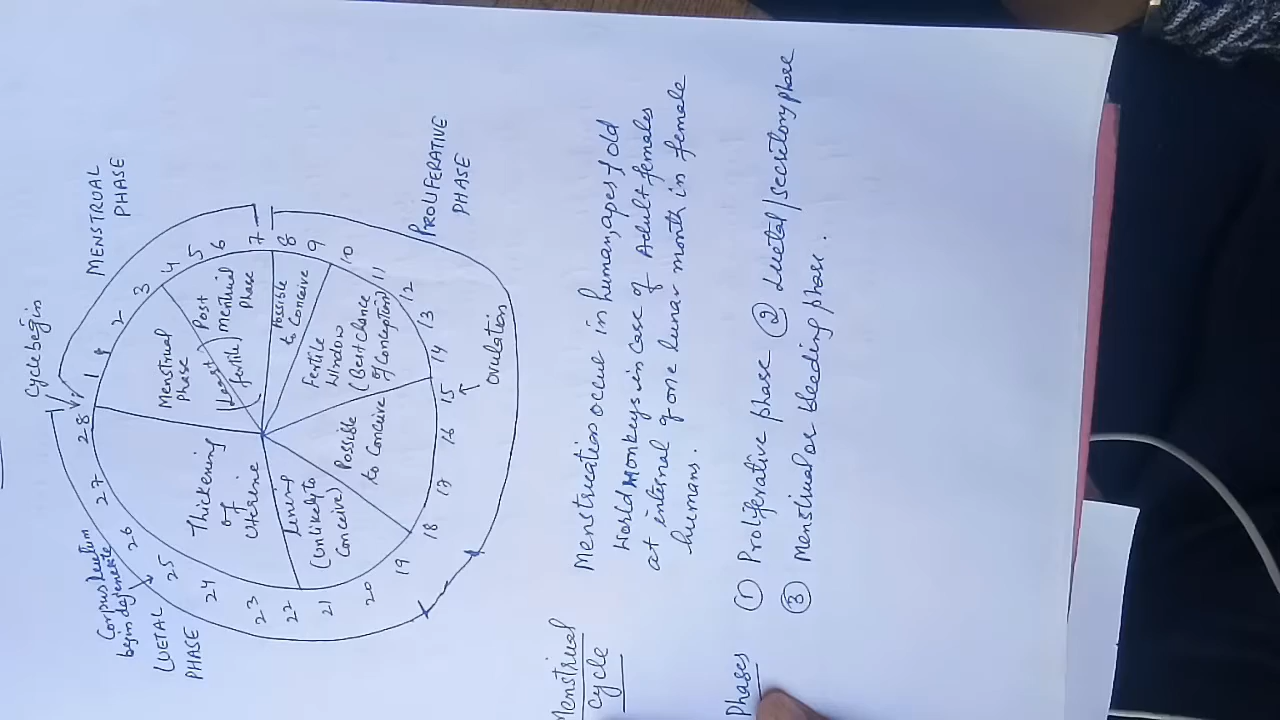 Cycle begin
MENSTRUAL
PHASE
1 2 3 4 5 6 7 8 9 10 11 12 13 14 15 16 17 18 19 20 21 22 23 24 25 26 27 28
Menstrual
Phase
Post
menstrual
Phase
(Least
fertile)
Possible
to Conceive
Fertile
Window
(Best chance
of Conception)
PROLIFERATIVE
PHASE
Ovulation
Possible
to Conceive
Lining
(Unlikely to
Conceive)
Thickening
of
Uterine
Corpus leutum
begin degenerate
LUETAL
PHASE
Menstrual
Cycle
Menstruation occur in human, apes & old
World Monkeys in case of Adult females
at interval of one lunar month in female
humans.
Phases
① Proliferative phase ② Luetal/secretory phase
③ Menstrual or bleeding phase.